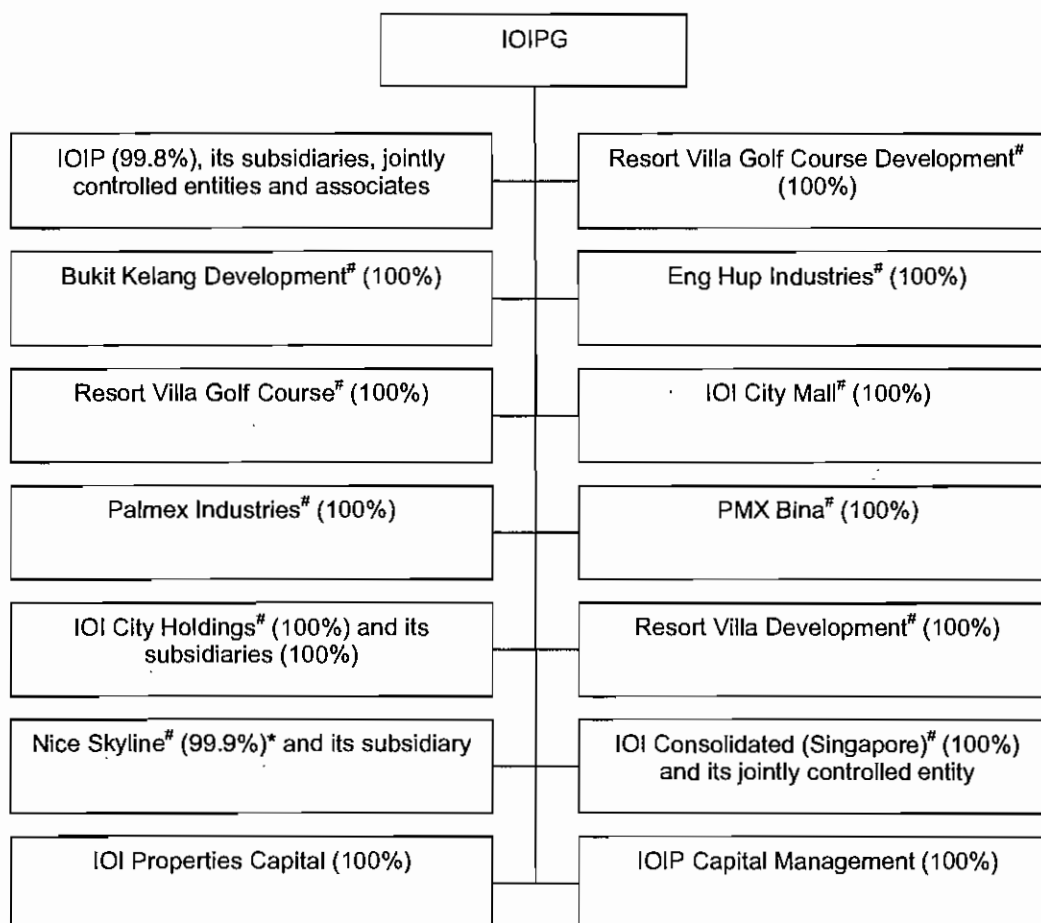 IOIPG
IOIP (99.8%), its subsidiaries, jointly
controlled entities and associates
Resort Villa Golf Course Development#
(100%)
Bukit Kelang Development# (100%)
Eng Hup Industries# (100%)
Resort Villa Golf Course# (100%)
IOI City Mall# (100%)
Palmex Industries# (100%)
PMX Bina# (100%)
IOI City Holdings# (100%) and its
subsidiaries (100%)
Resort Villa Development# (100%)
Nice Skyline# (99.9%)* and its subsidiary
IOI Consolidated (Singapore)# (100%)
and its jointly controlled entity
IOI Properties Capital (100%)
IOIP Capital Management (100%)